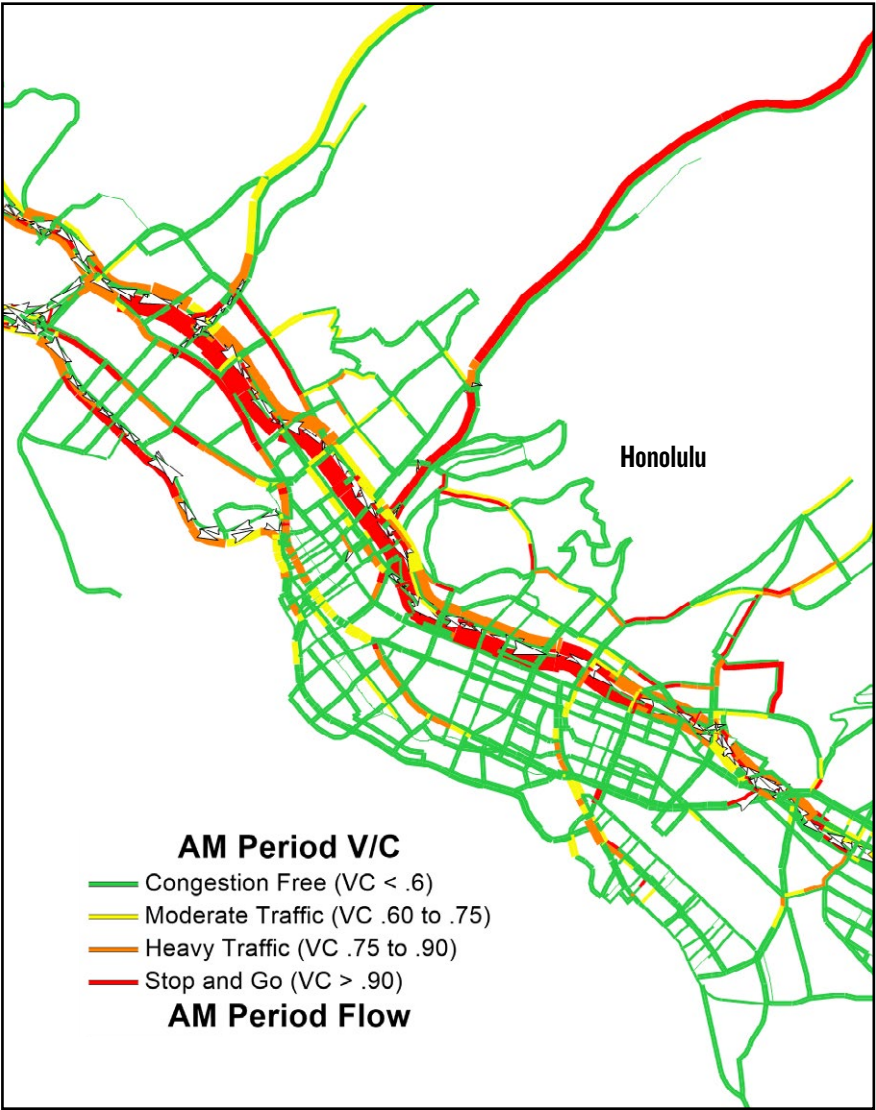 Honolulu
AM Period V/C
Congestion Free (VC < .6)
Moderate Traffic (VC .60 to .75)
Heavy Traffic (VC .75 to .90)
Stop and Go (VC > .90)
AM Period Flow